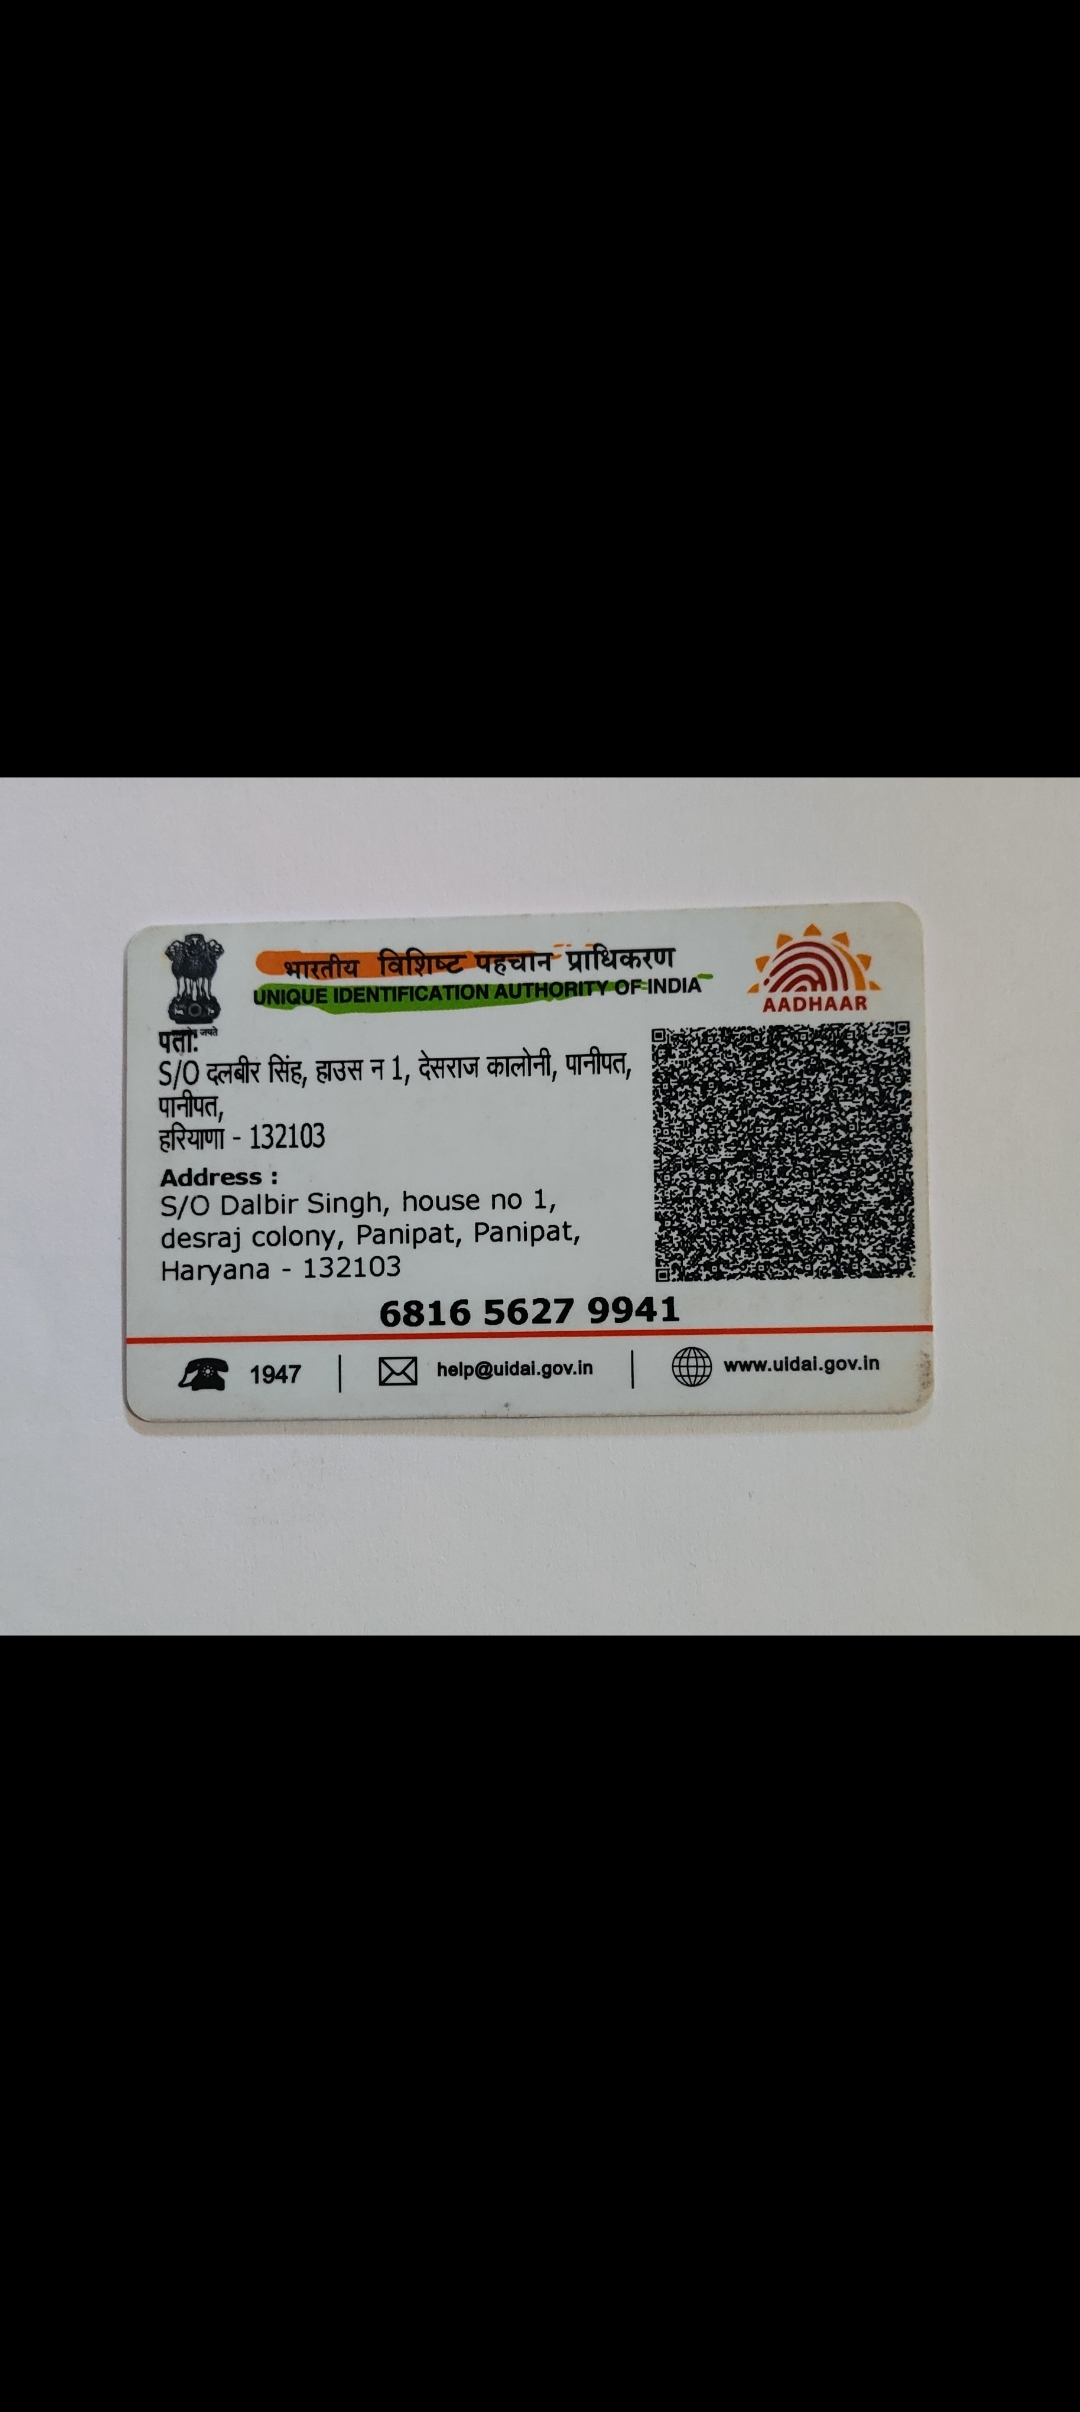 भारतीय विशिष्ट पहचान प्राधिकरण
UNIQUE IDENTIFICATION AUTHORITY OF INDIA
AADHAAR
पता:
S/O दलबीर सिंह, हाउस न 1, देसराज कालोनी, पानीपत,
पानीपत,
हरियाणा - 132103
Address :
S/O Dalbir Singh, house no 1,
desraj colony, Panipat, Panipat,
Haryana - 132103
6816 5627 9941
1947 | help@uidai.gov.in | www.uidai.gov.in